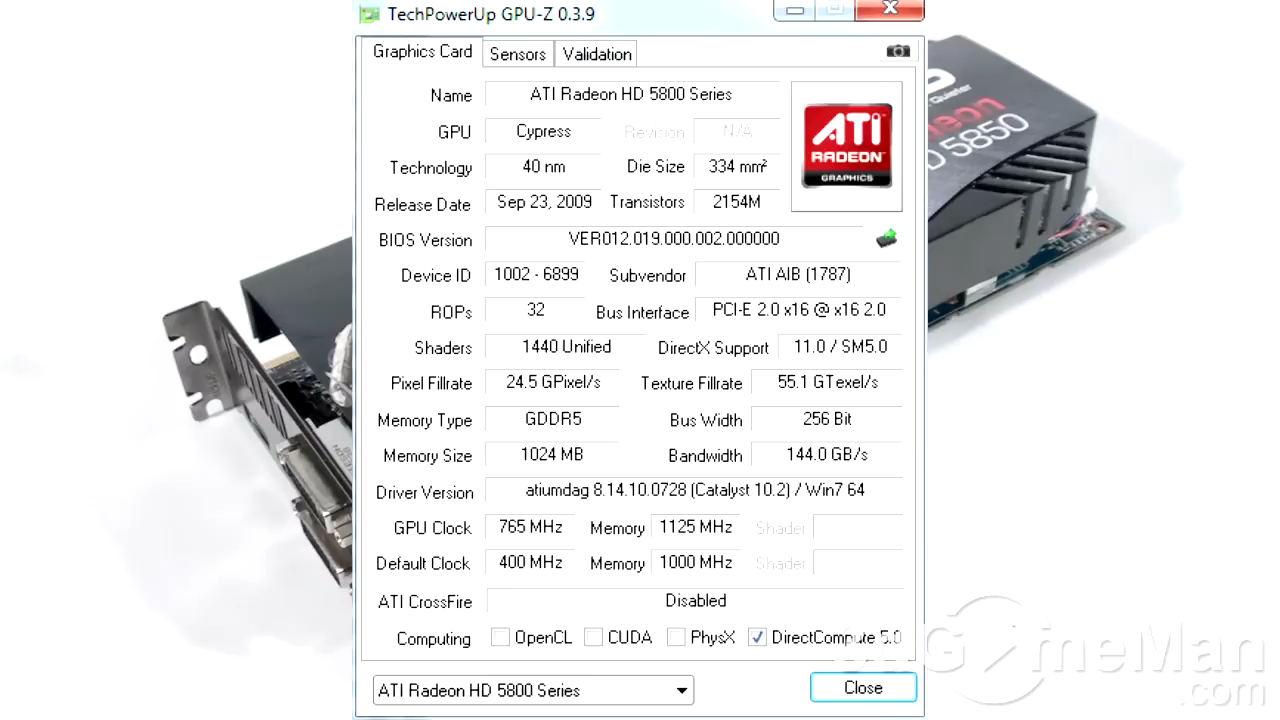 TechPowerUp GPU-Z 0.3.9
Graphics Card Sensors Validation
Name ATI Radeon HD 5800 Series
GPU Cypress Revision N/A
Technology 40 nm Die Size 334 mm²
Release Date Sep 23, 2009 Transistors 2154M
BIOS Version VER012.019.000.002.000000
Device ID 1002 - 6899 Subvendor ATI AIB (1787)
ROPs 32 Bus Interface PCI-E 2.0 x16 @ x16 2.0
Shaders 1440 Unified DirectX Support 11.0 / SM5.0
Pixel Fillrate 24.5 GPixel/s Texture Fillrate 55.1 GTexel/s
Memory Type GDDR5 Bus Width 256 Bit
Memory Size 1024 MB Bandwidth 144.0 GB/s
Driver Version atiumdag 8.14.10.0728 (Catalyst 10.2) / Win7 64
GPU Clock 765 MHz Memory 1125 MHz Shader
Default Clock 400 MHz Memory 1000 MHz Shader
ATI CrossFire Disabled
Computing OpenCL CUDA PhysX DirectCompute 5.0
ATI Radeon HD 5800 Series Close
ATI
RADEON
GRAPHICS
5850
.com